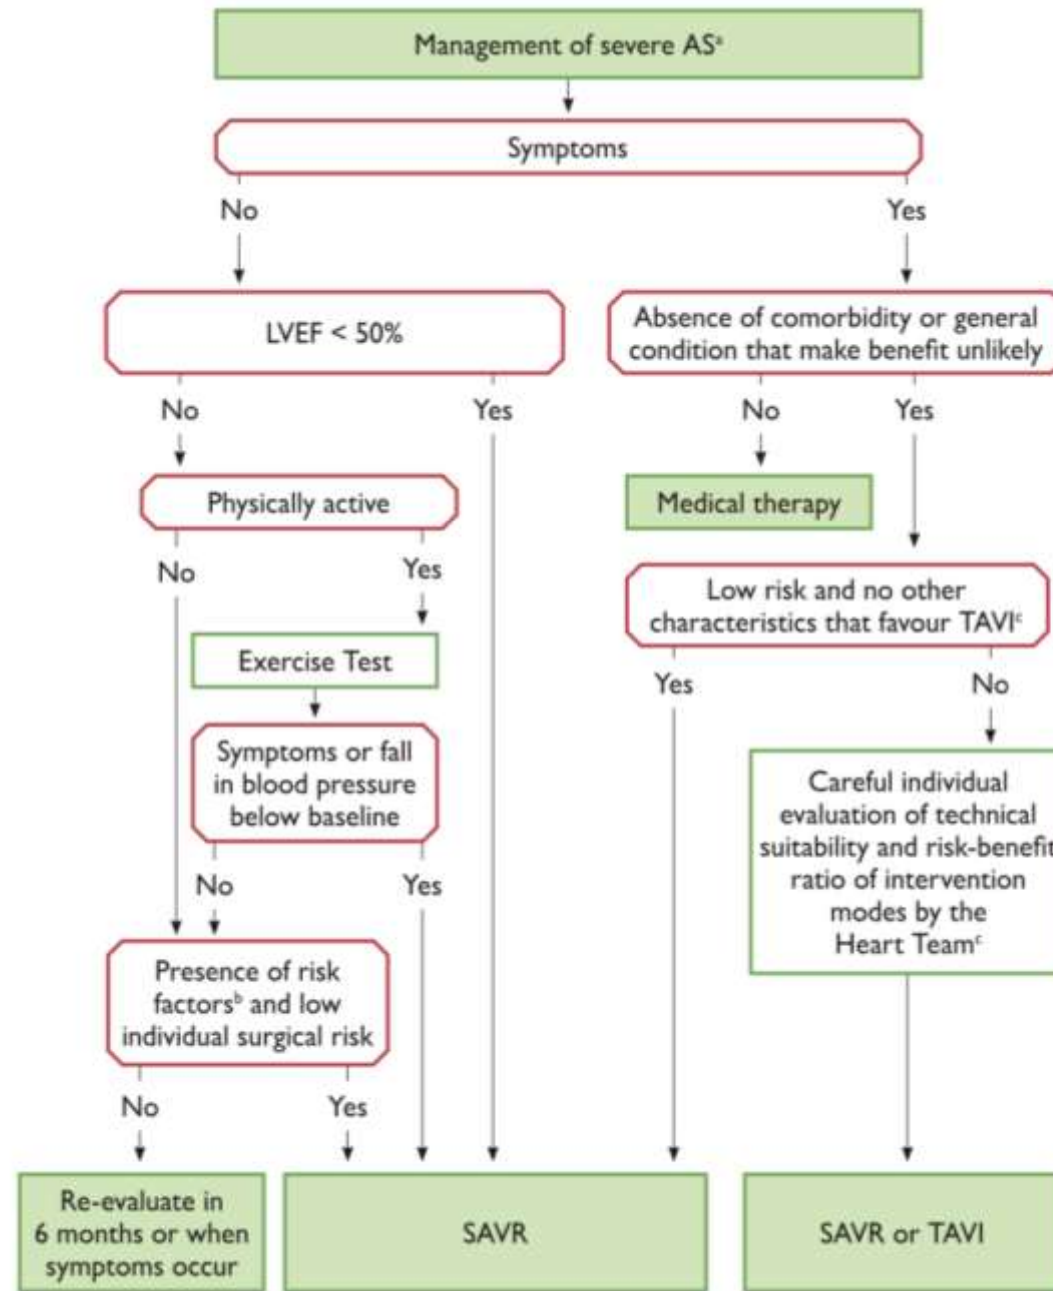 Management of severe ASᵃ
Symptoms
No
Yes
LVEF < 50%
Absence of comorbidity or general
condition that make benefit unlikely
No
Yes
No
Yes
Physically active
Medical therapy
No
Yes
Low risk and no other
characteristics that favour TAVIᶜ
Exercise Test
Yes
No
Symptoms or fall
in blood pressure
below baseline
Careful individual
evaluation of technical
suitability and risk-benefit
ratio of intervention
modes by the
Heart Teamᶜ
No
Yes
Presence of risk
factorsᵇ and low
individual surgical risk
No
Yes
Re-evaluate in
6 months or when
symptoms occur
SAVR
SAVR or TAVI